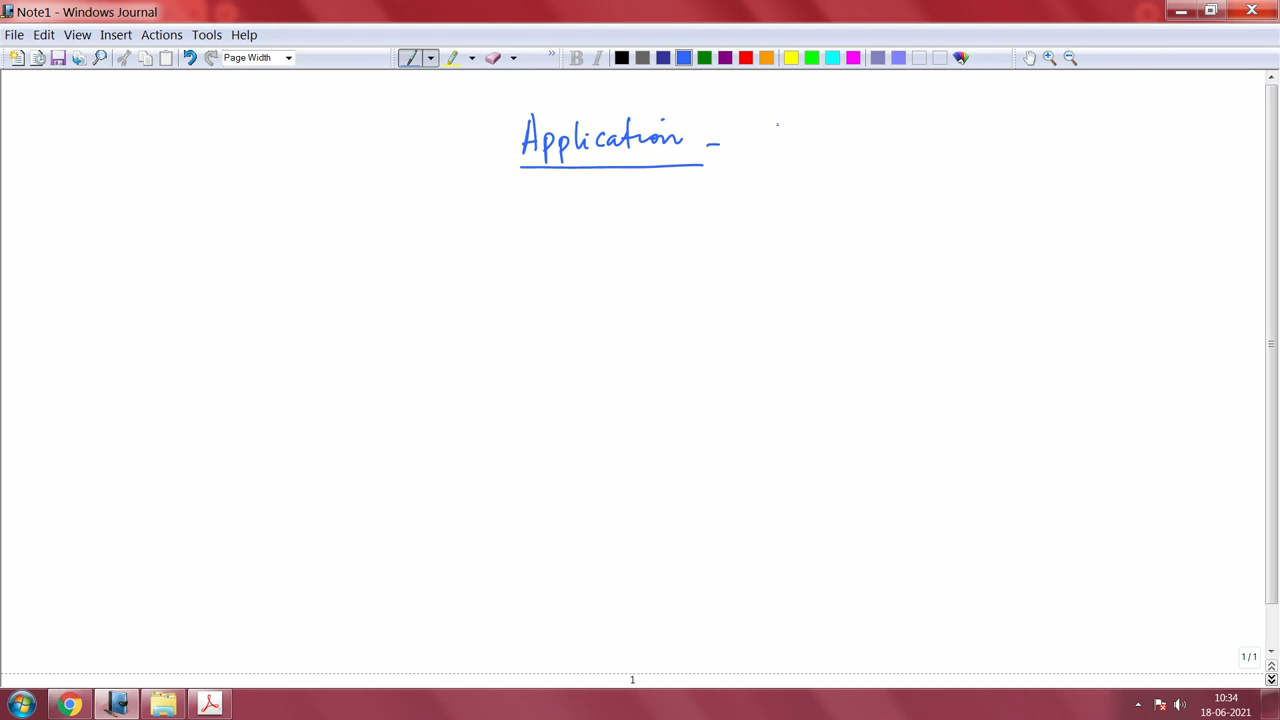 Note1 - Windows Journal
File Edit View Insert Actions Tools Help
Page Width
B I
Application -
1/1
1
10:34
18-06-2021